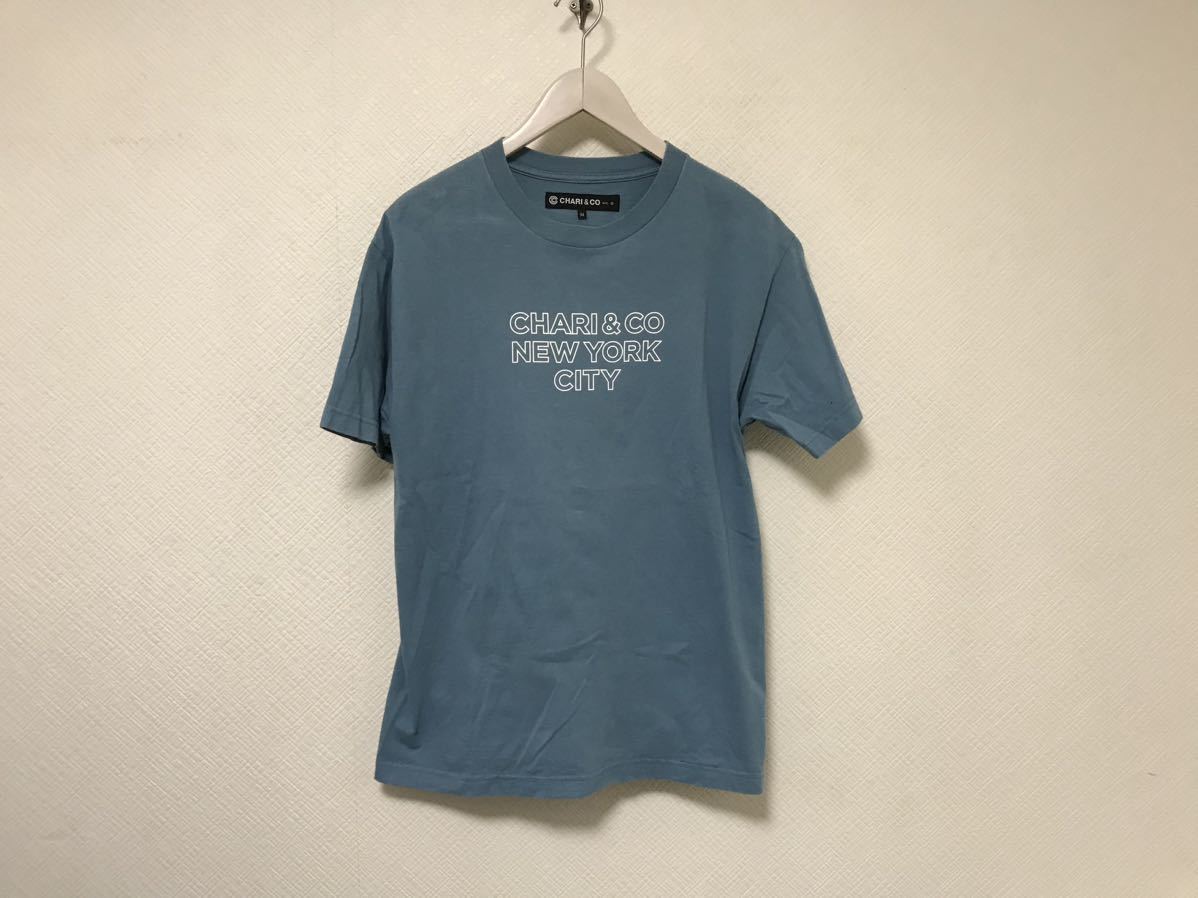 CHARI & CO
M
CHARI & CO
NEW YORK
CITY